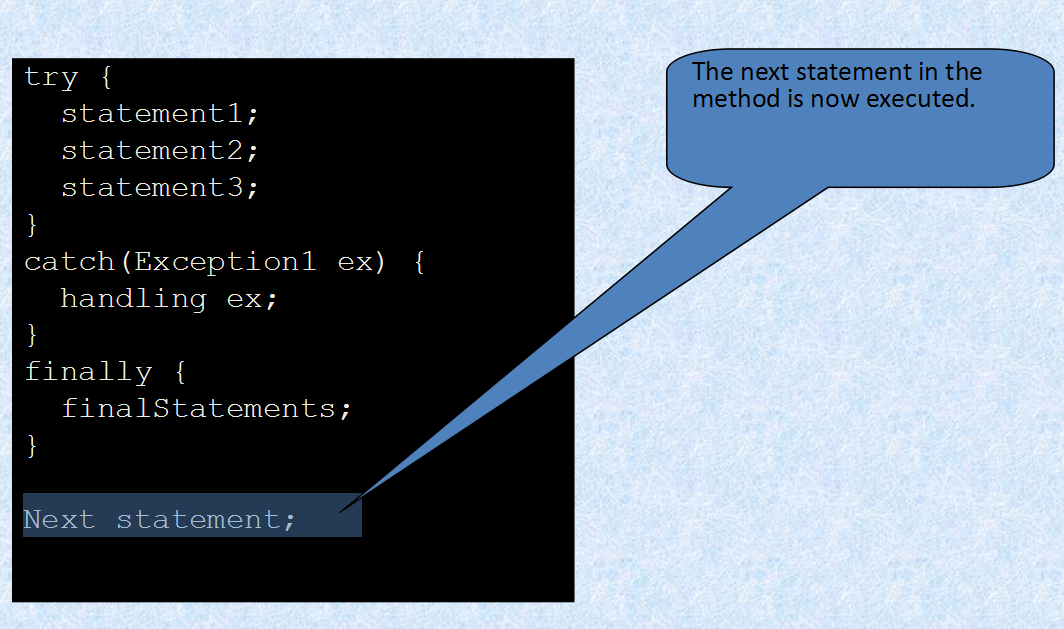 try {
  statement1;
  statement2;
  statement3;
}
catch(Exception1 ex) {
  handling ex;
}
finally {
  finalStatements;
}
Next statement;
The next statement in the
method is now executed.